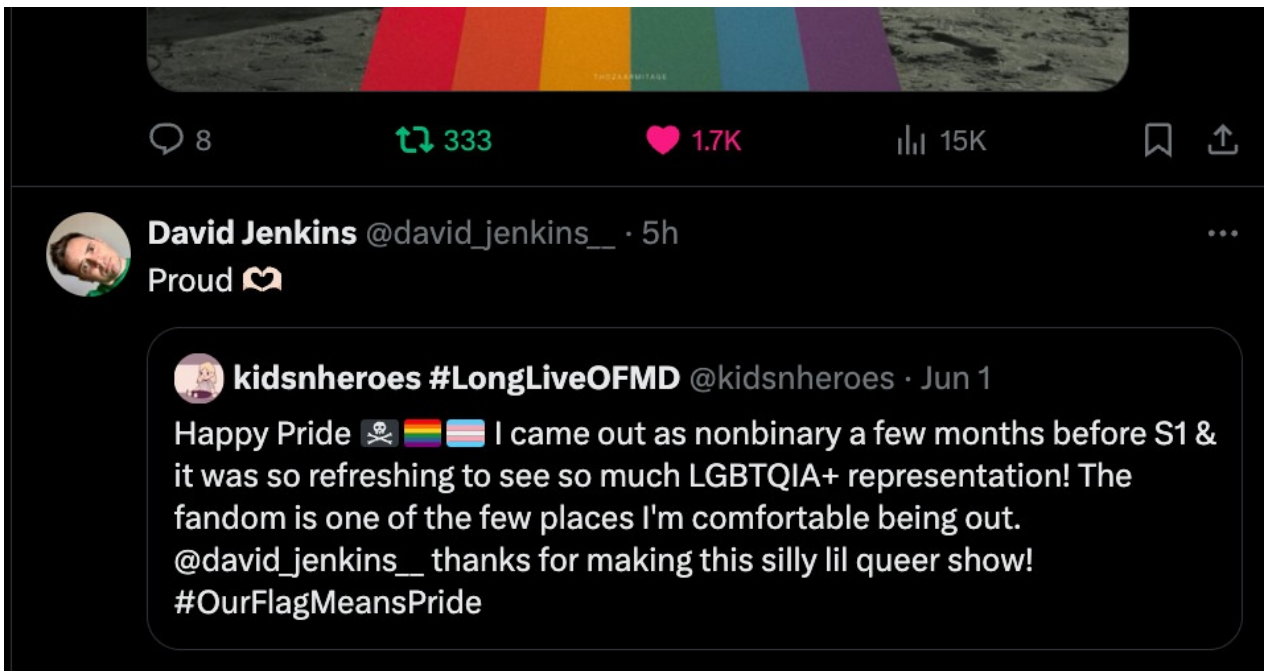 THOZAARMITAGE
8 333 1.7K 15K
David Jenkins @david_jenkins__ · 5h
Proud 🫶🏻
kidsnheroes #LongLiveOFMD @kidsnheroes · Jun 1
Happy Pride 🏴‍☠️🏳️‍🌈🏳️‍⚧️ I came out as nonbinary a few months before S1 &
it was so refreshing to see so much LGBTQIA+ representation! The
fandom is one of the few places I'm comfortable being out.
@david_jenkins__ thanks for making this silly lil queer show!
#OurFlagMeansPride